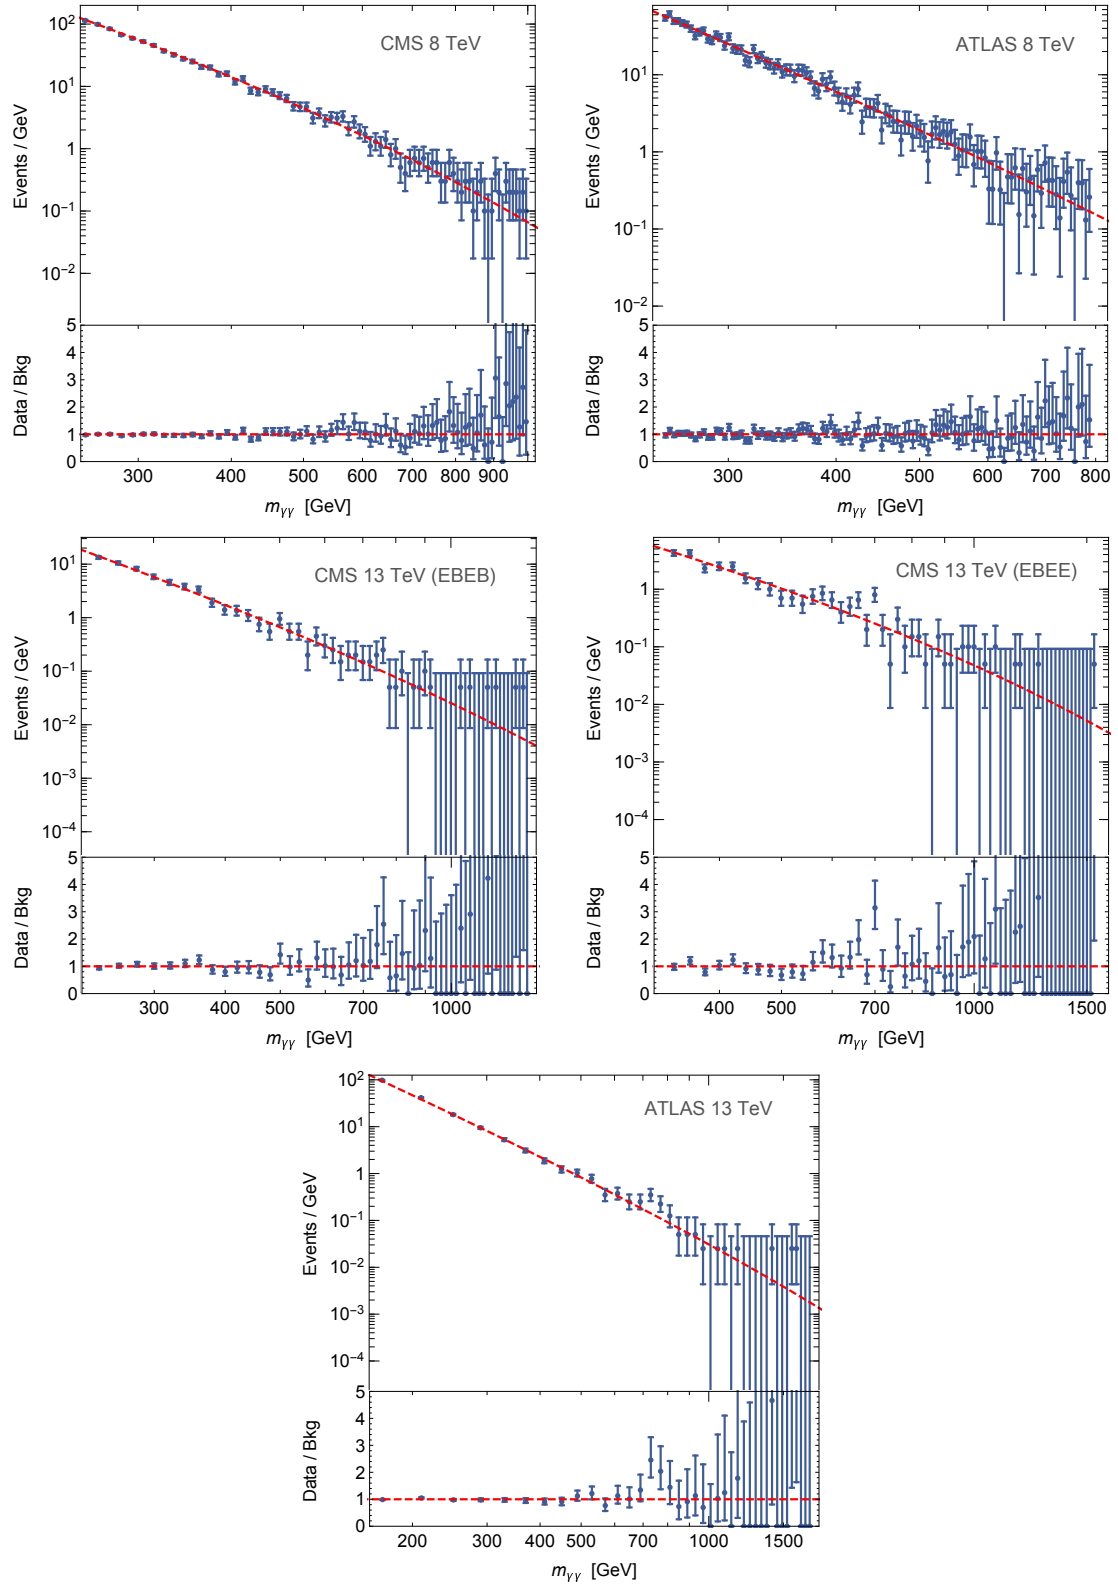 CMS 8 TeV
Events / GeV
10^2
10^1
1
10^-1
10^-2
Data / Bkg
5
4
3
2
1
0
300 400 500 600 700 800 900
m_γγ [GeV]
ATLAS 8 TeV
Events / GeV
10^1
1
10^-1
10^-2
Data / Bkg
5
4
3
2
1
0
300 400 500 600 700 800
m_γγ [GeV]
CMS 13 TeV (EBEB)
Events / GeV
10^1
1
10^-1
10^-2
10^-3
10^-4
Data / Bkg
5
4
3
2
1
0
300 400 500 700 1000
m_γγ [GeV]
CMS 13 TeV (EBEE)
Events / GeV
1
10^-1
10^-2
10^-3
10^-4
Data / Bkg
5
4
3
2
1
0
400 500 700 1000 1500
m_γγ [GeV]
ATLAS 13 TeV
Events / GeV
10^2
10^1
1
10^-1
10^-2
10^-3
10^-4
Data / Bkg
5
4
3
2
1
0
200 300 400 500 700 1000 1500
m_γγ [GeV]